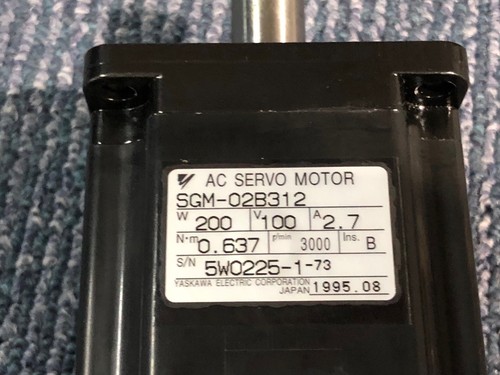 AC SERVO MOTOR
SGM-02B312
W 200 V 100 A 2.7
N·m 0.637 r/min 3000 Ins. B
S/N 5W0225-1-73
YASKAWA ELECTRIC CORPORATION
JAPAN 1995.08